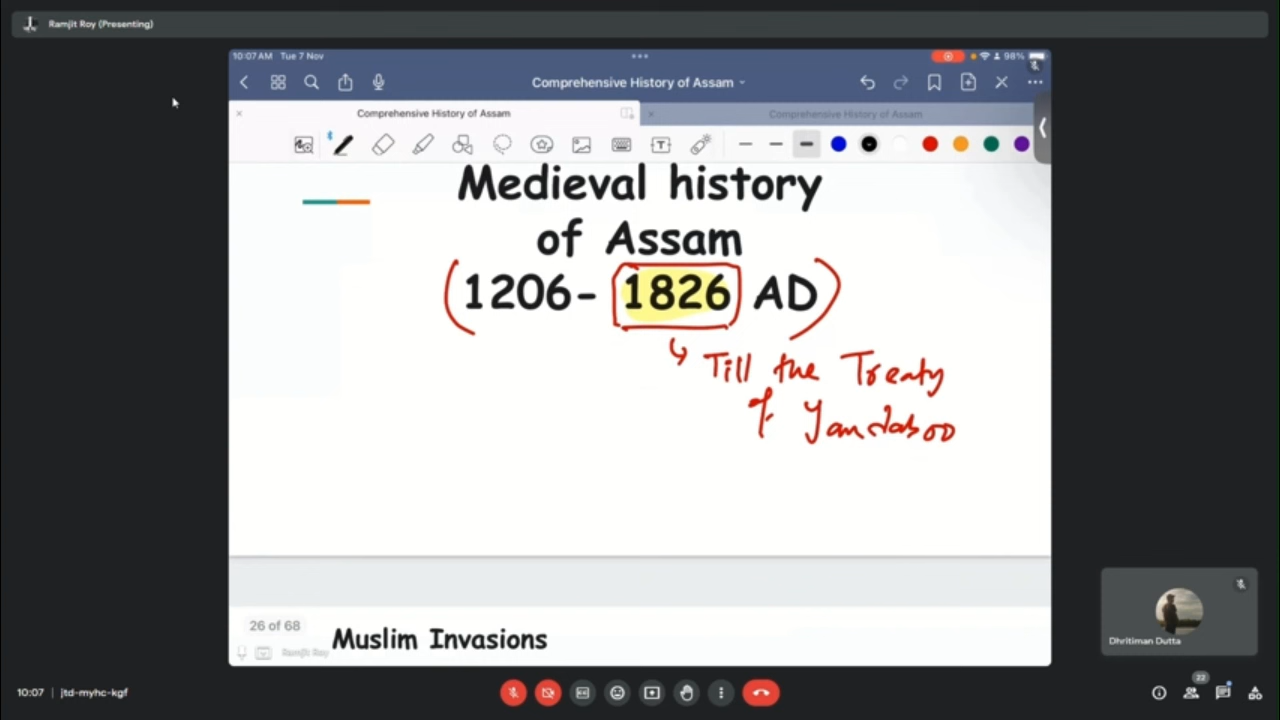 Ramjit Roy (Presenting)
10:07 AM Tue 7 Nov
98%
Comprehensive History of Assam
Comprehensive History of Assam
Comprehensive History of Assam
Medieval history
of Assam
(1206- 1826 AD)
Till the Treaty
of Yandaboo
26 of 68
Ramjit Roy
Muslim Invasions
Dhritiman Dutta
10:07 jtd-myhc-kgf
22